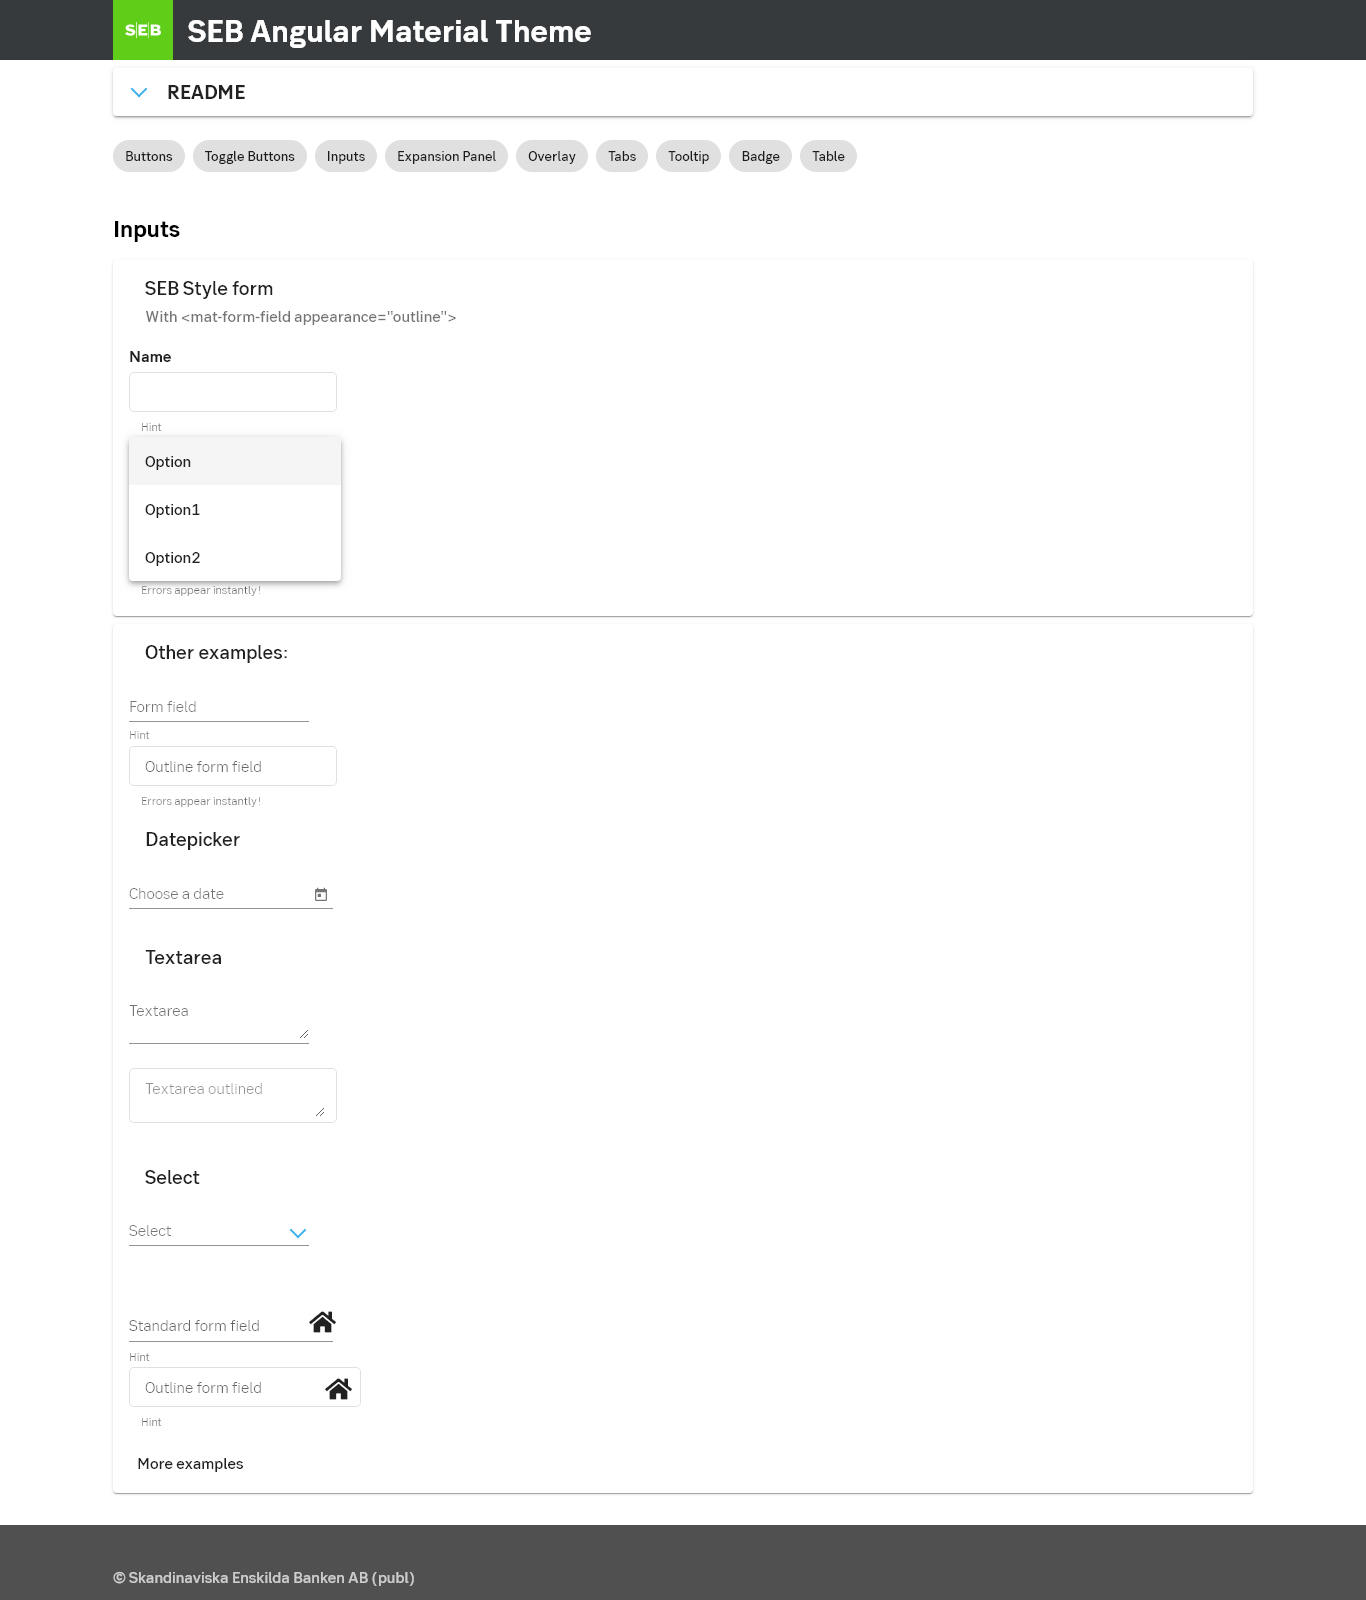 SEB
SEB Angular Material Theme
README
Buttons
Toggle Buttons
Inputs
Expansion Panel
Overlay
Tabs
Tooltip
Badge
Table
Inputs
SEB Style form
With <mat-form-field appearance="outline">
Name
Hint
Option
Option1
Option2
Errors appear instantly!
Other examples:
Form field
Hint
Outline form field
Errors appear instantly!
Datepicker
Choose a date
Textarea
Textarea
Textarea outlined
Select
Select
Standard form field
Hint
Outline form field
Hint
More examples
© Skandinaviska Enskilda Banken AB (publ)